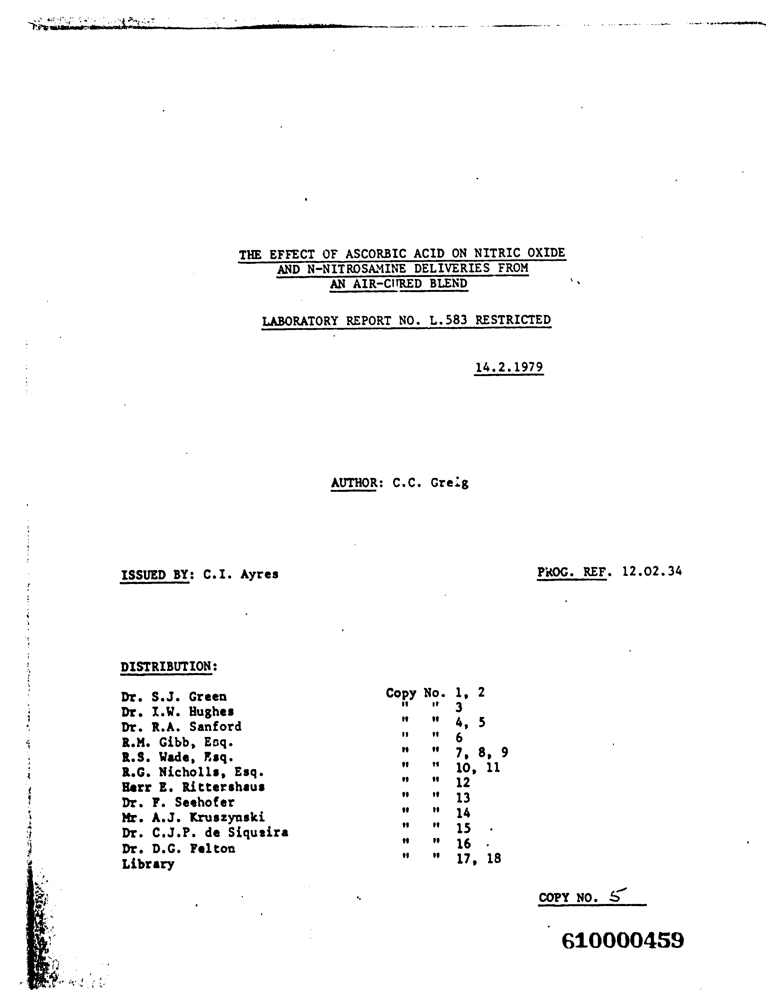 THE EFFECT OF ASCORBIC ACID ON NITRIC OXIDE
AND N-NITROSAMINE DELIVERIES FROM
AN AIR-CURED BLEND
LABORATORY REPORT NO. L.583 RESTRICTED
14.2.1979
AUTHOR: C.C. Greig
ISSUED BY: C.I. Ayres PROG. REF. 12.02.34
DISTRIBUTION:
Dr. S.J. Green Copy No. 1, 2
Dr. I.W. Hughes " " 3
Dr. R.A. Sanford " " 4, 5
R.M. Gibb, Esq. " " 6
R.S. Wade, Esq. " " 7, 8, 9
R.G. Nicholls, Esq. " " 10, 11
Herr E. Rittershaus " " 12
Dr. F. Seehofer " " 13
Mr. A.J. Kruszynski " " 14
Dr. C.J.P. de Siqueira " " 15
Dr. D.G. Felton " " 16
Library " " 17, 18
COPY NO. 5
610000459